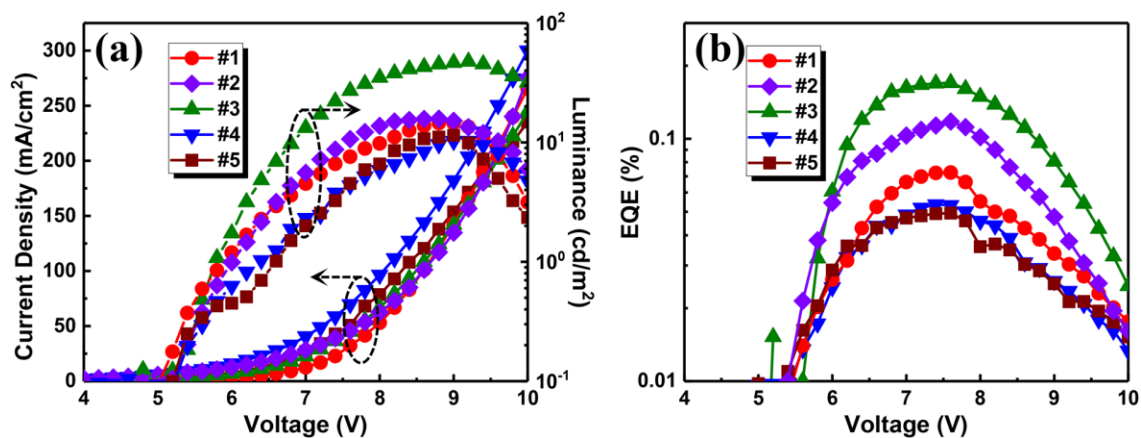 (a)
#1
#2
#3
#4
#5
300
250
200
150
100
50
0
Current Density (mA/cm²)
10²
10¹
10⁰
10⁻¹
Luminance (cd/m²)
4 5 6 7 8 9 10
Voltage (V)
(b)
#1
#2
#3
#4
#5
0.1
0.01
EQE (%)
4 5 6 7 8 9 10
Voltage (V)